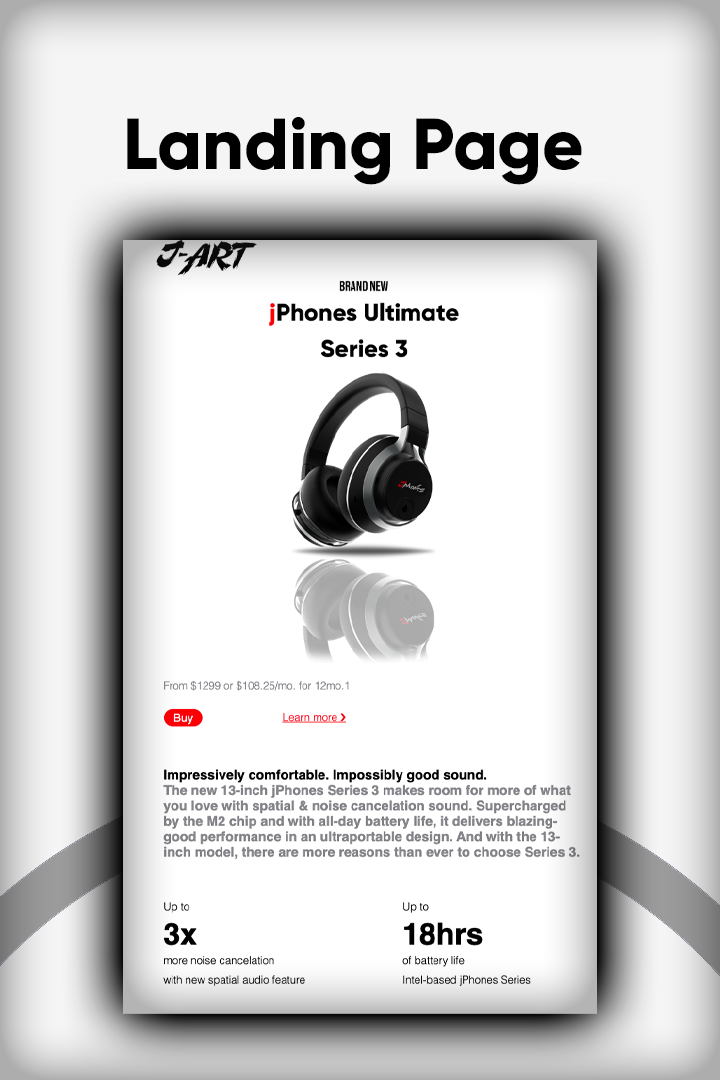 Landing Page
J-ART
BRAND NEW
jPhones Ultimate
Series 3
From $1299 or $108.25/mo. for 12mo.1
Buy
Learn more ❯
Impressively comfortable. Impossibly good sound.
The new 13-inch jPhones Series 3 makes room for more of what
you love with spatial & noise cancelation sound. Supercharged
by the M2 chip and with all-day battery life, it delivers blazing-
good performance in an ultraportable design. And with the 13-
inch model, there are more reasons than ever to choose Series 3.
Up to
3x
more noise cancelation
with new spatial audio feature
Up to
18hrs
of battery life
Intel-based jPhones Series